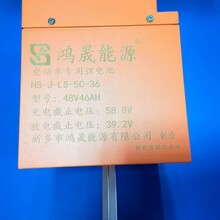 鸿晟能源
电动车专用锂电池
HS-J-LS-5C-36
型号: 48V46AH
充电截止电压: 58.8V
放电截止电压: 39.2V
新乡市鸿晟能源有限公司 制造